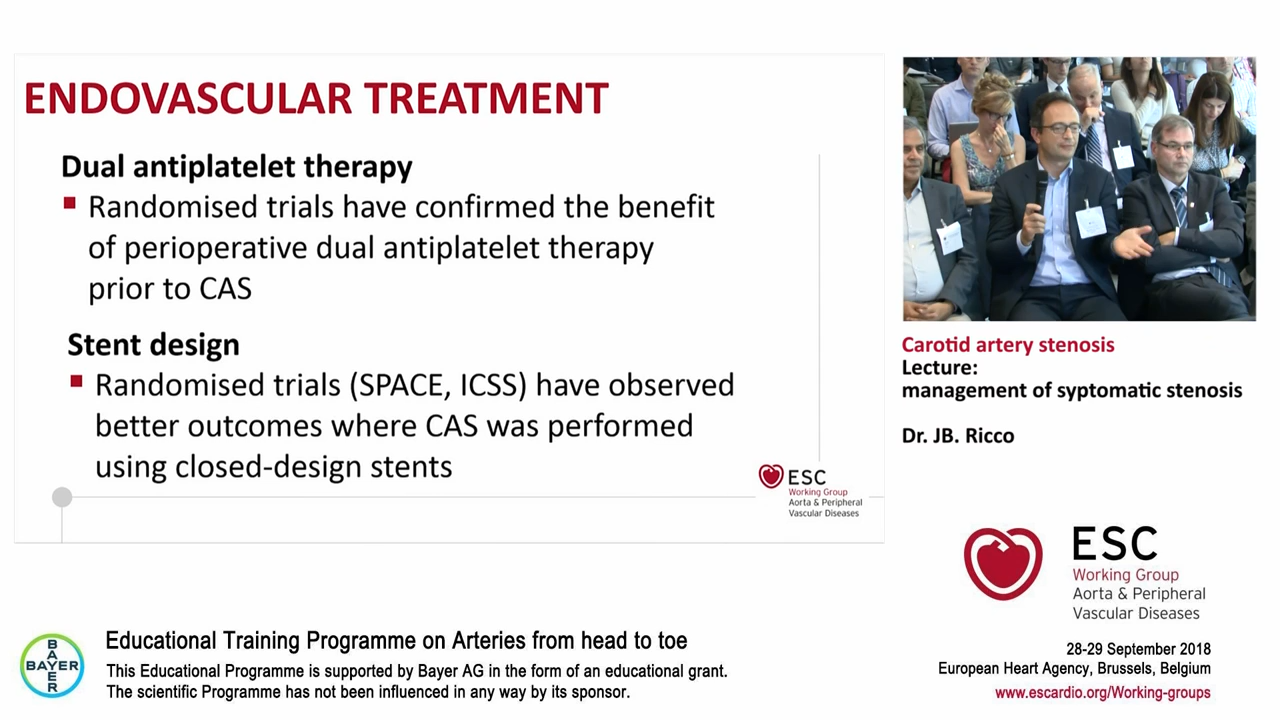 ENDOVASCULAR TREATMENT
Dual antiplatelet therapy
Randomised trials have confirmed the benefit
of perioperative dual antiplatelet therapy
prior to CAS
Stent design
Randomised trials (SPACE, ICSS) have observed
better outcomes where CAS was performed
using closed-design stents
ESC
Working Group
Aorta & Peripheral
Vascular Diseases
Carotid artery stenosis
Lecture:
management of syptomatic stenosis
Dr. JB. Ricco
ESC
Working Group
Aorta & Peripheral
Vascular Diseases
BAYER
BAYER
Educational Training Programme on Arteries from head to toe
This Educational Programme is supported by Bayer AG in the form of an educational grant.
The scientific Programme has not been influenced in any way by its sponsor.
28-29 September 2018
European Heart Agency, Brussels, Belgium
www.escardio.org/Working-groups